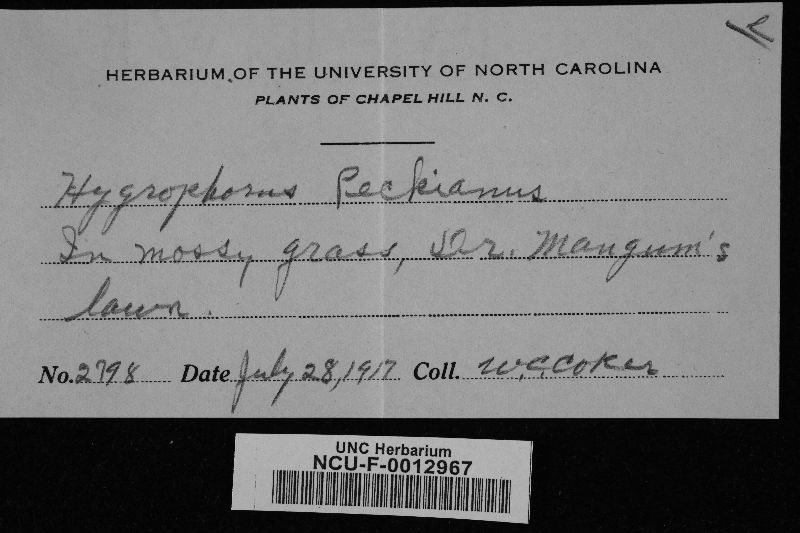 HERBARIUM OF THE UNIVERSITY OF NORTH CAROLINA
PLANTS OF CHAPEL HILL N. C.
Hygrophorus Peckianus
In mossy grass, Dr. Mangum's
lawn.
No. 2798 Date July 28, 1917 Coll. W.C. Coker
UNC Herbarium
NCU-F-0012967